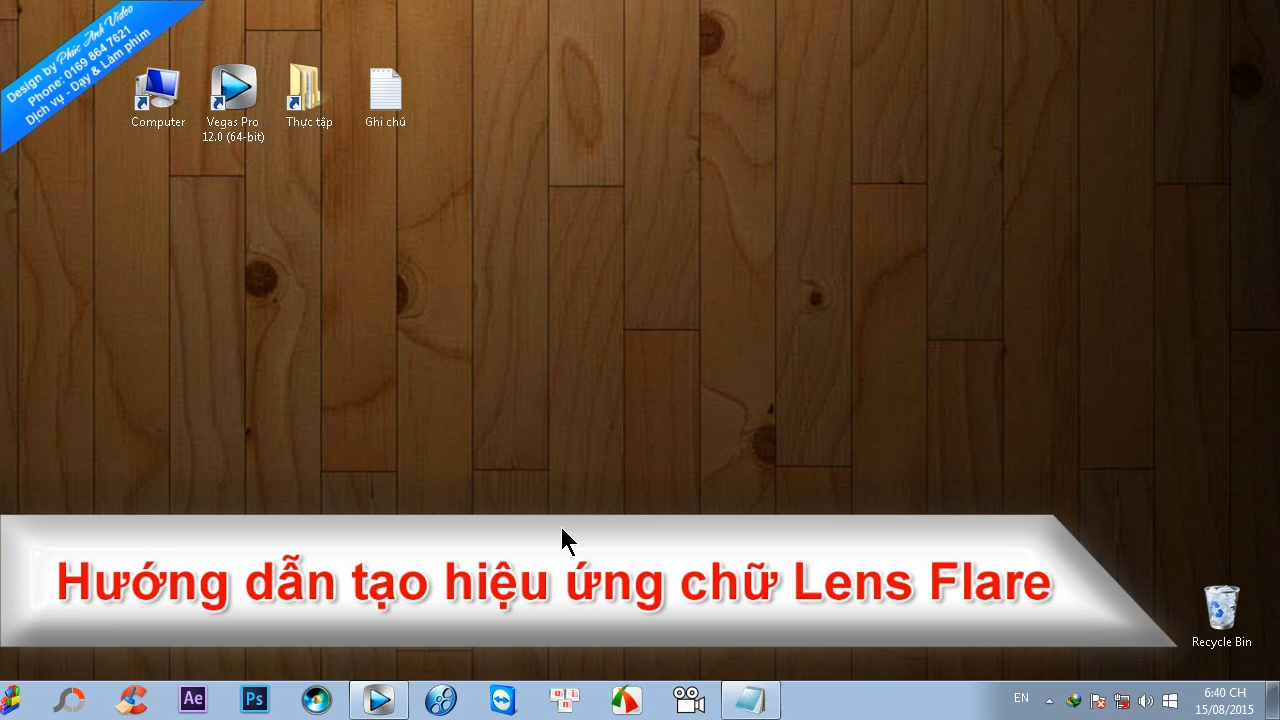 Design by Phúc Anh Video
Phone: 0169 864 7621
Dịch vụ - Dạy & Làm phim
Computer
Vegas Pro
12.0 (64-bit)
Thực tập
Ghi chú
Hướng dẫn tạo hiệu ứng chữ Lens Flare
Recycle Bin
Ae
Ps
u n i n
EN
6:40 CH
15/08/2015